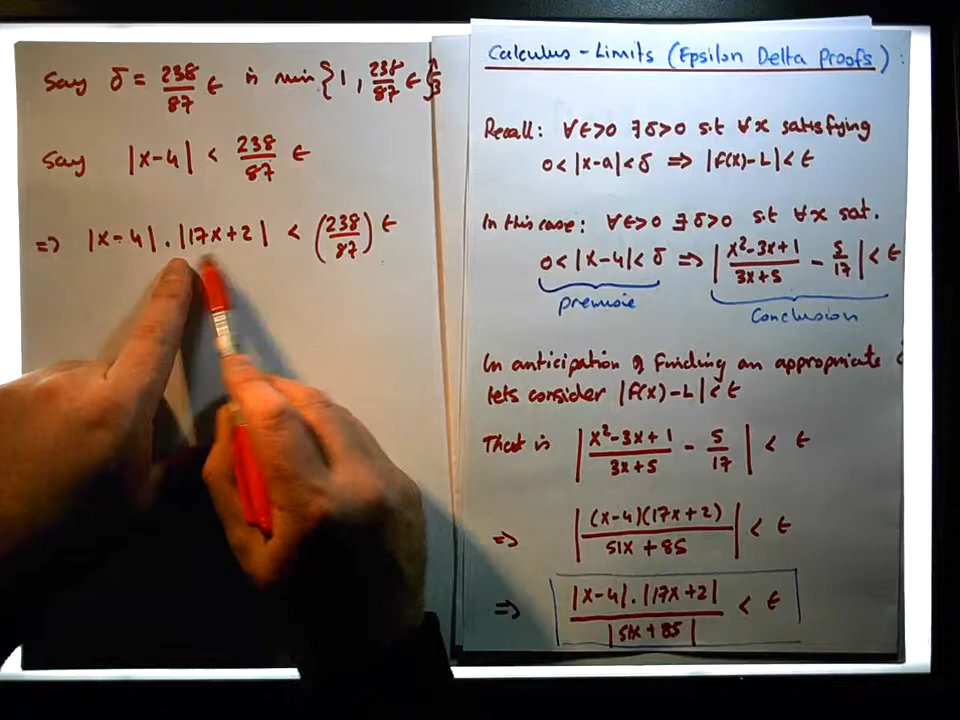 Say δ = 238/87 ϵ is min{1, 238/87 ϵ}
Say |x-4| < 238/87 ϵ
=> |x-4| . |17x+2| < (238/87) ϵ
Calculus - Limits (Epsilon Delta Proofs) :
Recall: ∀ϵ>0 ∃δ>0 s.t ∀x satisfying
0<|x-a|<δ => |f(x)-L|<ϵ
In this case: ∀ϵ>0 ∃δ>0 s.t ∀x sat.
0<|x-4|<δ => |x²-3x+1/3x+5 - 5/17| < ϵ
premisie Conclusion
In anticipation of finding an appropriate
lets consider |f(x)-L|<ϵ
That is |x²-3x+1/3x+5 - 5/17| < ϵ
=> |(x-4)(17x+2)/51x+85| < ϵ
=> |x-4|.|17x+2|/|51x+85| < ϵ